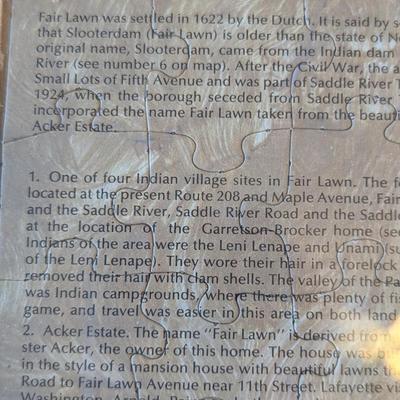 Fair Lawn was settled in 1622 by the Dutch. It is said by s
that Slooterdam (Fair Lawn) is older than the state of Ne
original name, Slooterdam, came from the Indian dam
River (see number 6 on map). After the Civil War, the a
Small Lots of Fifth Avenue and was part of Saddle River T
1924, when the borough seceded from Saddle River
incorporated the name Fair Lawn taken from the beauti
Acker Estate.
1. One of four Indian village sites in Fair Lawn. The f
located at the present Route 208 and Maple Avenue, Fair
and the Saddle River, Saddle River Road and the Saddl
at the location of the Garretson-Brocker home (see
Indians of the area were the Leni Lenape and Unami (su
of the Leni Lenape). They wore their hair in a forelock
removed their hair with clam shells. The valley of the Pa
was Indian campgrounds, where there was plenty of fis
game, and travel was easier in this area on both land
2. Acker Estate. The name "Fair Lawn" is derived from
ster Acker, the owner of this home. The house was bu
in the style of a mansion house with beautiful lawns
Road to Fair Lawn Avenue near 11th Street. Lafayette vis
Washington, Arnold,